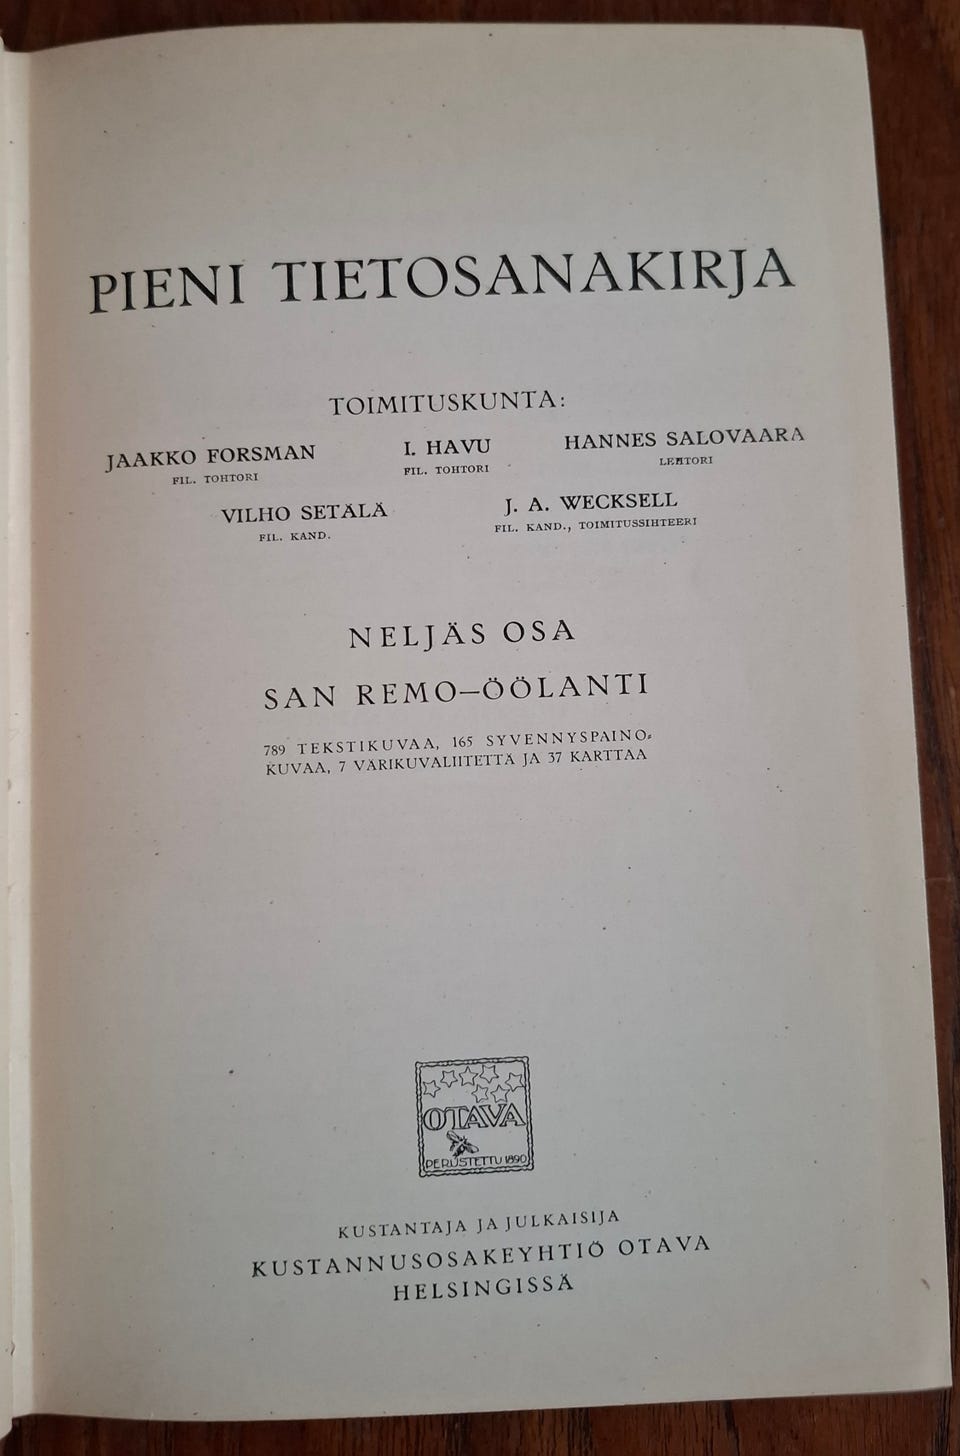 PIENI TIETOSANAKIRJA
TOIMITUSKUNTA:
JAAKKO FORSMAN I. HAVU HANNES SALOVAARA
FIL. TOHTORI FIL. TOHTORI LEHTORI
VILHO SETÄLÄ J. A. WECKSELL
FIL. KAND. FIL. KAND., TOIMITUSSIHTEERI
NELJÄS OSA
SAN REMO—ÖÖLANTI
789 TEKSTIKUVAA, 165 SYVENNYSPAINO-
KUVAA, 7 VÄRIKUVALIITETTÄ JA 37 KARTTAA
OTAVA
PERUSTETTU 1890
KUSTANTAJA JA JULKAISIJA
KUSTANNUSOSAKEYHTIÖ OTAVA
HELSINGISSÄ